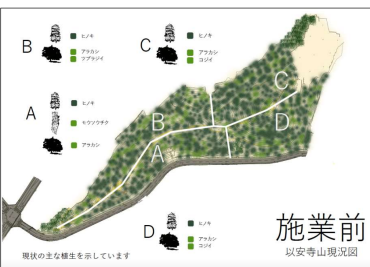 B
ヒノキ
アラカシ
ツブラジイ
C
ヒノキ
アラカシ
コジイ
A
ヒノキ
モウソウチク
アラカシ
B
A
C
D
D
ヒノキ
アラカシ
コジイ
現状の主な植生を示しています
施業前
以安寺山現況図